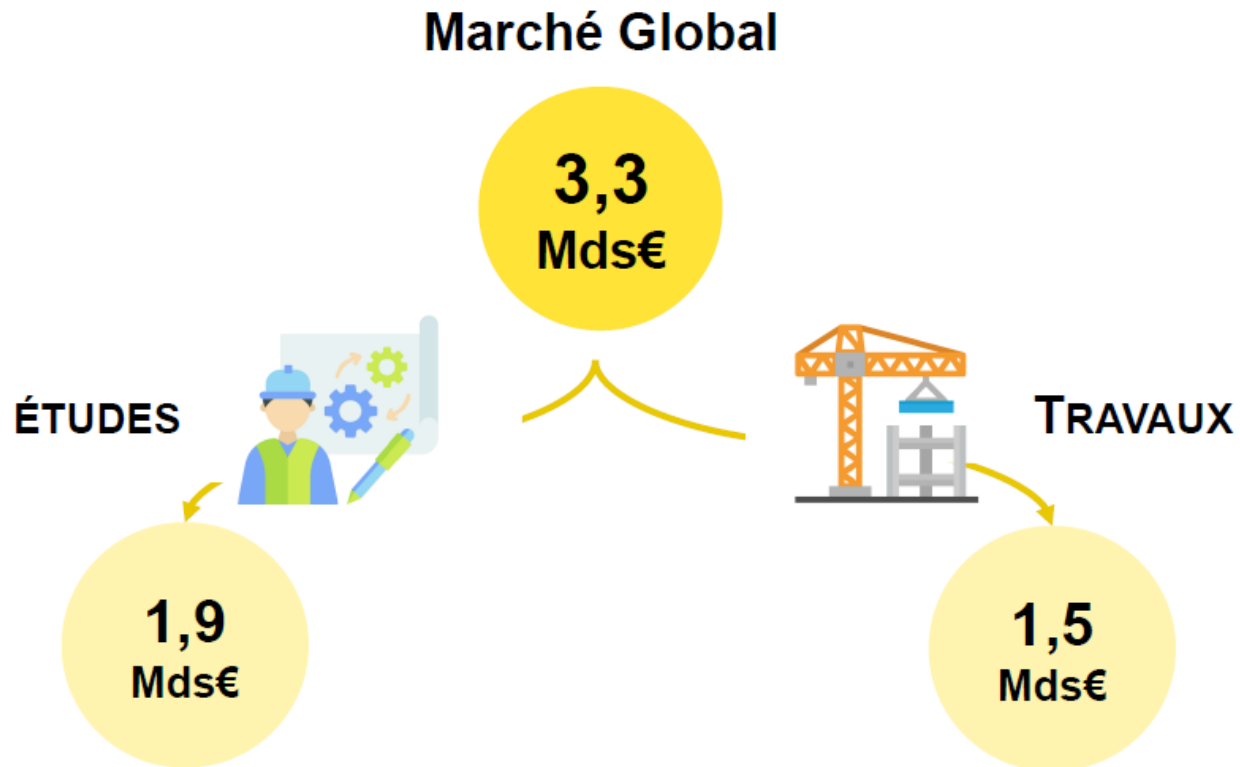 Marché Global
3,3
Mds€
ÉTUDES
TRAVAUX
1,9
Mds€
1,5
Mds€